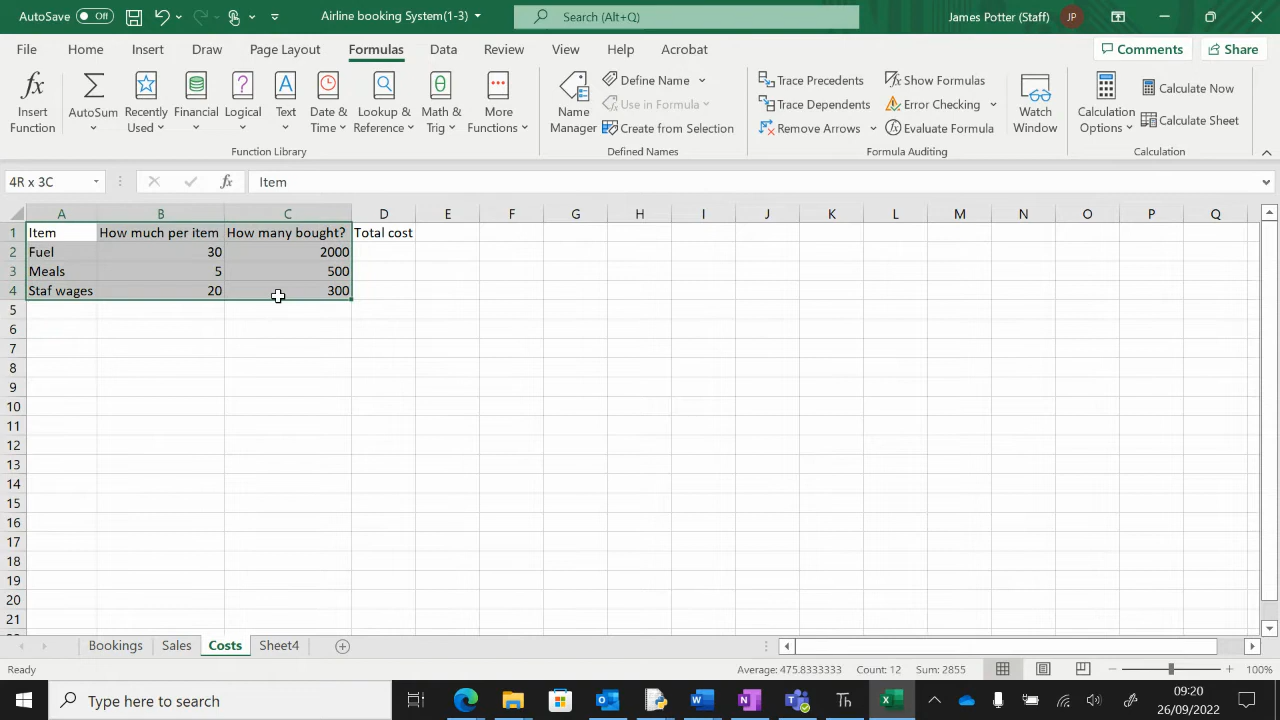 AutoSave Off Airline booking System(1-3) Search (Alt+Q) James Potter (Staff) JP
File Home Insert Draw Page Layout Formulas Data Review View Help Acrobat Comments Share
Insert Function
AutoSum
Recently Used
Financial
Logical
Text
Date & Time
Lookup & Reference
Math & Trig
More Functions
Function Library
Name Manager
Define Name
Use in Formula
Create from Selection
Defined Names
Trace Precedents
Trace Dependents
Remove Arrows
Show Formulas
Error Checking
Evaluate Formula
Formula Auditing
Watch Window
Calculation Options
Calculate Now
Calculate Sheet
Calculation
4R x 3C fx Item
A B C D E F G H I J K L M N O P Q
1 Item How much per item How many bought? Total cost
2 Fuel 30 2000
3 Meals 5 500
4 Staf wages 20 300
5
6
7
8
9
10
11
12
13
14
15
16
17
18
19
20
21
Bookings Sales Costs Sheet4
Ready Average: 475.8333333 Count: 12 Sum: 2855 100%
Type here to search Th 09:20
26/09/2022